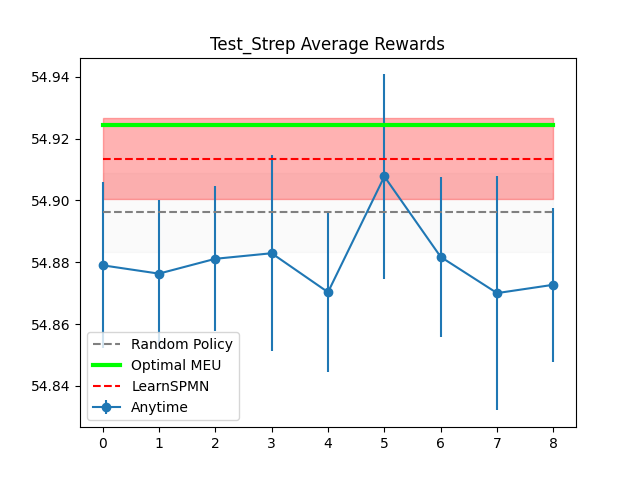 Test_Strep Average Rewards
54.94
54.92
54.90
54.88
54.86
54.84
Random Policy
Optimal MEU
LearnSPMN
Anytime
0 1 2 3 4 5 6 7 8